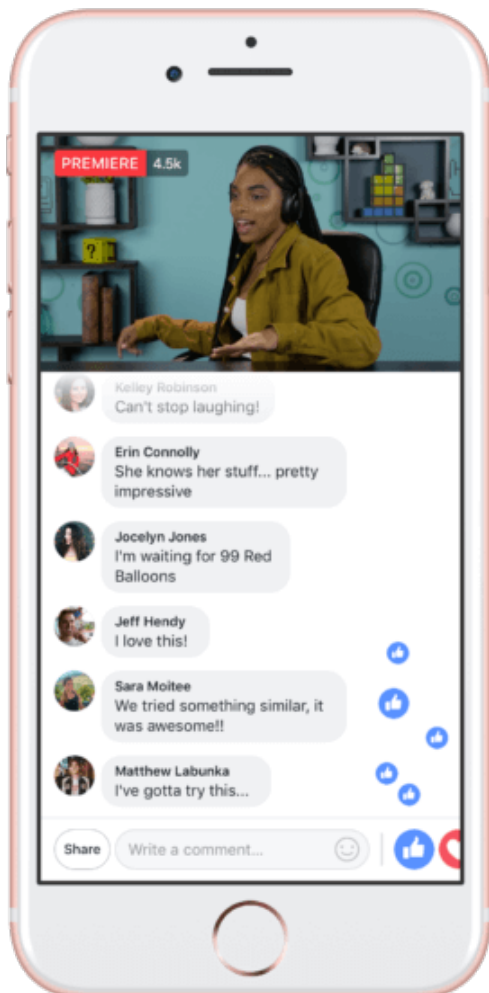 PREMIERE 4.5k
?
Kelley Robinson
Can't stop laughing!
Erin Connolly
She knows her stuff... pretty
impressive
Jocelyn Jones
I'm waiting for 99 Red
Balloons
Jeff Hendy
I love this!
Sara Moitee
We tried something similar, it
was awesome!!
Matthew Labunka
I've gotta try this...
Share Write a comment...